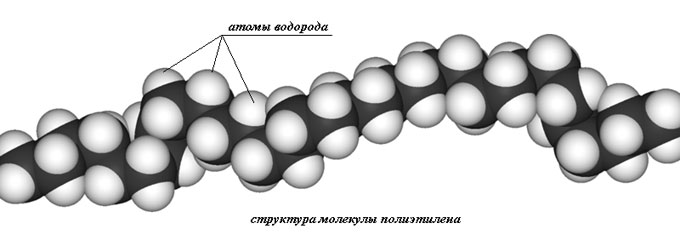 атомы водорода
структура молекулы полиэтилена